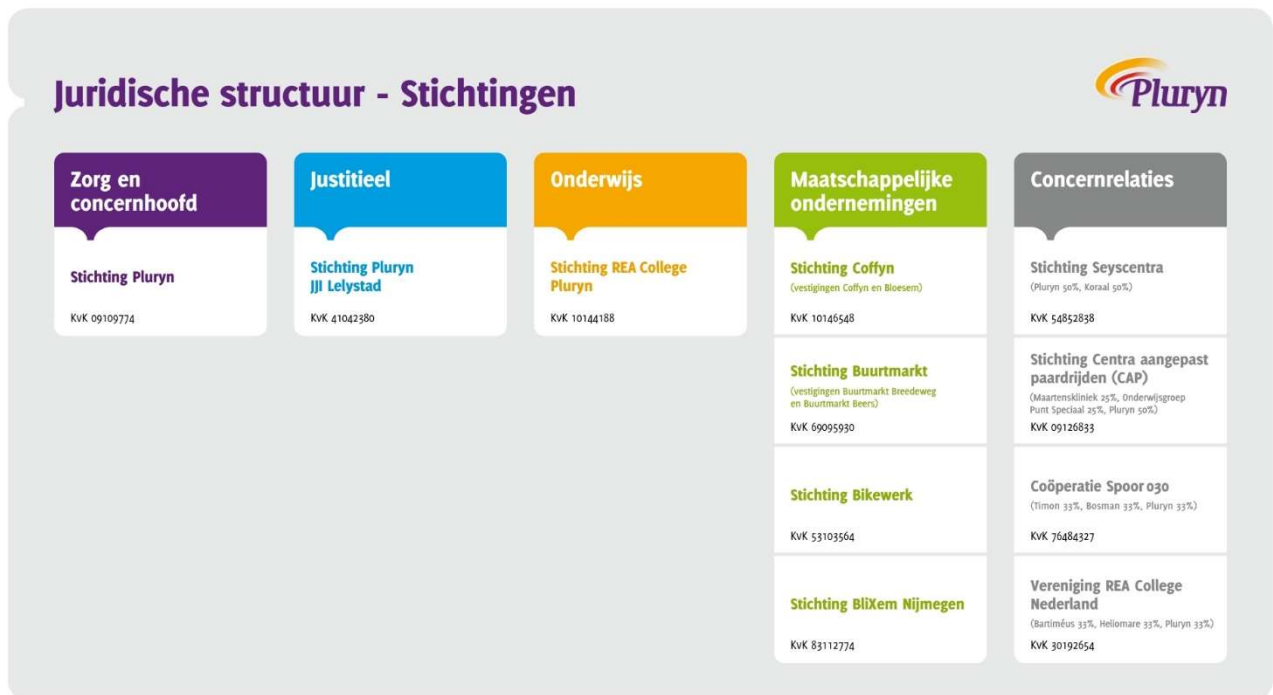 Juridische structuur - Stichtingen
Pluryn
Zorg en
concernhoofd
Stichting Pluryn
KvK 09109774
Justitieel
Stichting Pluryn
JJI Lelystad
KvK 41042380
Onderwijs
Stichting REA College
Pluryn
KvK 10144188
Maatschappelijke
ondernemingen
Stichting Coffyn
(vestigingen Coffyn en Bloesem)
KvK 10146548
Stichting Buurtmarkt
(vestigingen Buurtmarkt Breedeweg
en Buurtmarkt Beers)
KvK 69095930
Stichting Bikewerk
KvK 53103564
Stichting BliXem Nijmegen
KvK 83112774
Concernrelaties
Stichting Seyscentra
(Pluryn 50%, Koraal 50%)
KvK 54852838
Stichting Centra aangepast
paardrijden (CAP)
(Maartenskliniek 25%, Onderwijsgroep
Punt Speciaal 25%, Pluryn 50%)
KvK 09126833
Coöperatie Spoor 030
(Timon 33%, Bosman 33%, Pluryn 33%)
KvK 76484327
Vereniging REA College
Nederland
(Bartiméus 33%, Heliomare 33%, Pluryn 33%)
KvK 30192654